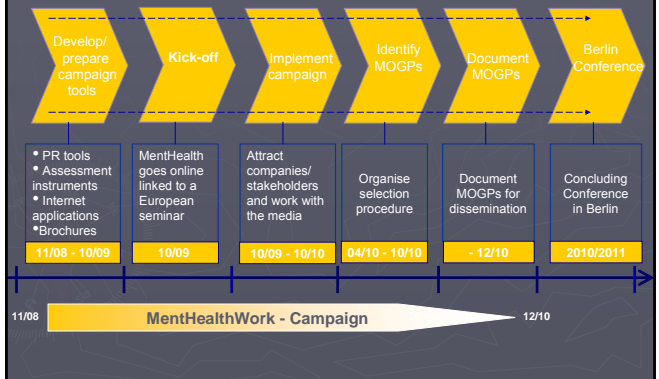 Develop/
prepare
campaign
tools
Kick-off
Implement
campaign
Identify
MOGPs
Document
MOGPs
Berlin
Conference
• PR tools
• Assessment
instruments
• Internet
applications
•Brochures
11/08 - 10/09
MentHealth
goes online
linked to a
European
seminar
10/09
Attract
companies/
stakeholders
and work with
the media
10/09 - 10/10
Organise
selection
procedure
04/10 - 10/10
Document
MOGPs for
dissemination
- 12/10
Concluding
Conference
in Berlin
2010/2011
11/08
MentHealthWork - Campaign
12/10